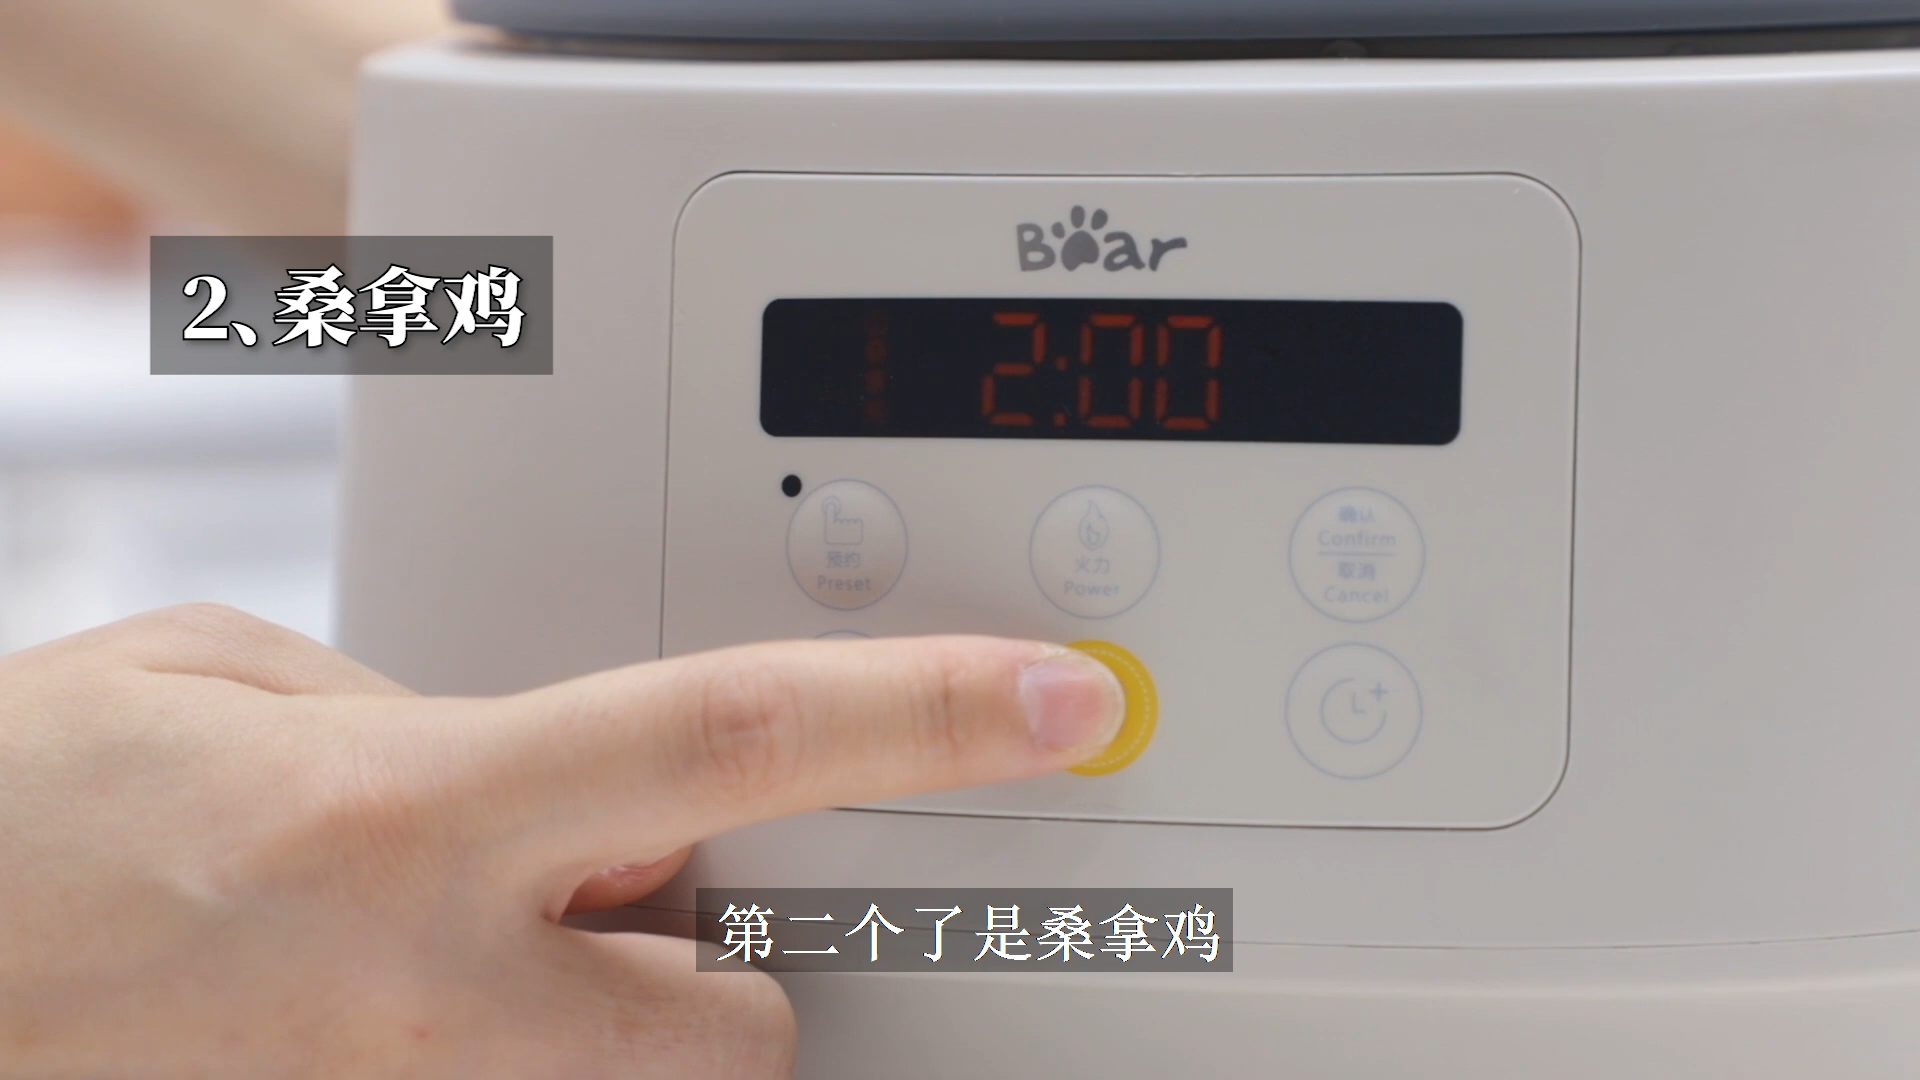 Bear
2、桑拿鸡
2:00
预约
Preset
火力
Power
确认
Confirm
取消
Cancel
第二个了是桑拿鸡